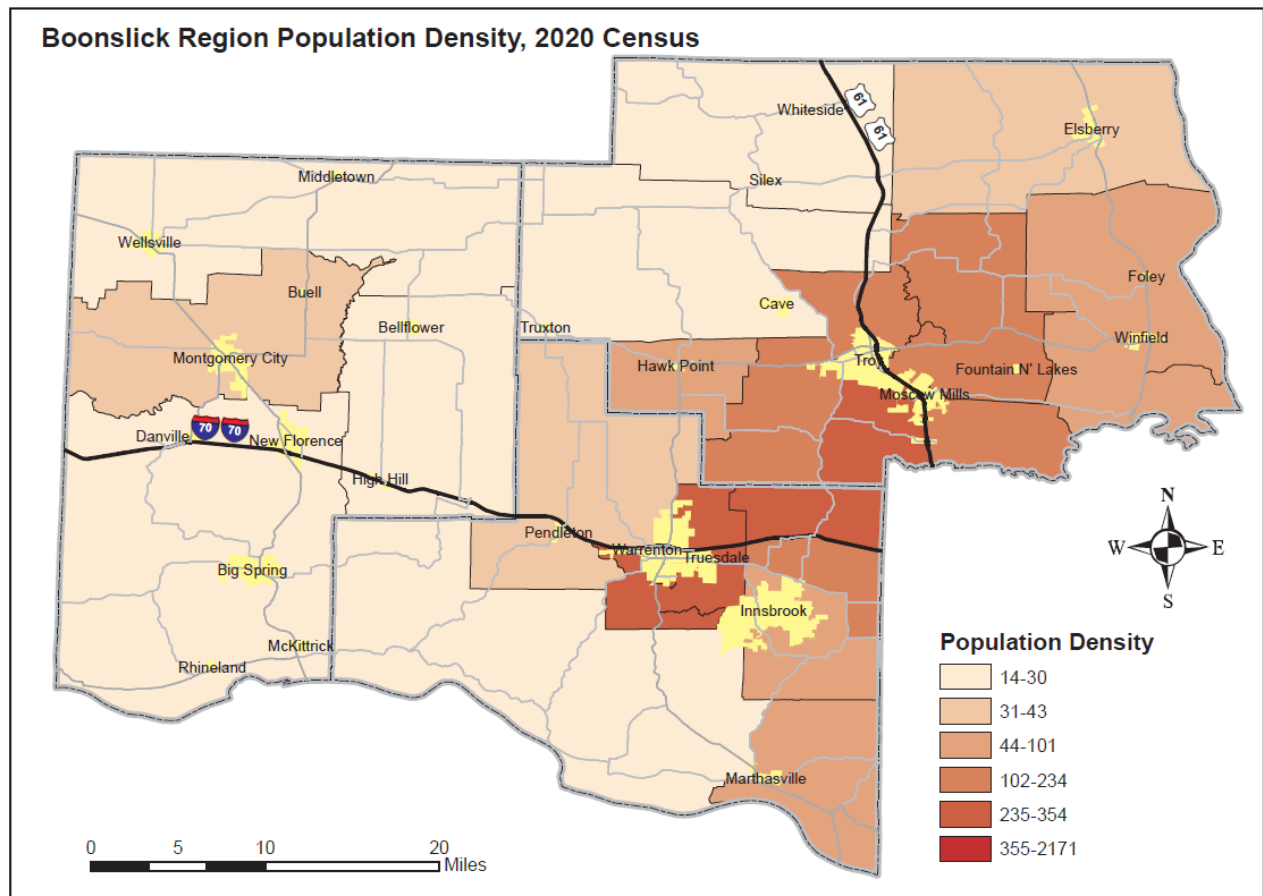 Boonslick Region Population Density, 2020 Census
61
61
Whiteside
Elsberry
Middletown
Silex
Wellsville
Foley
Buell
Cave
Bellflower
Truxton
Winfield
Montgomery City
Hawk Point
Troy
Fountain N' Lakes
Moscow Mills
70
70
Danville
New Florence
High Hill
Pendleton
Warrenton
Truesdale
Big Spring
Innsbrook
McKittrick
Rhineland
Marthasville
N
W
E
S
Population Density
14-30
31-43
44-101
102-234
235-354
355-2171
0 5 10 20
Miles